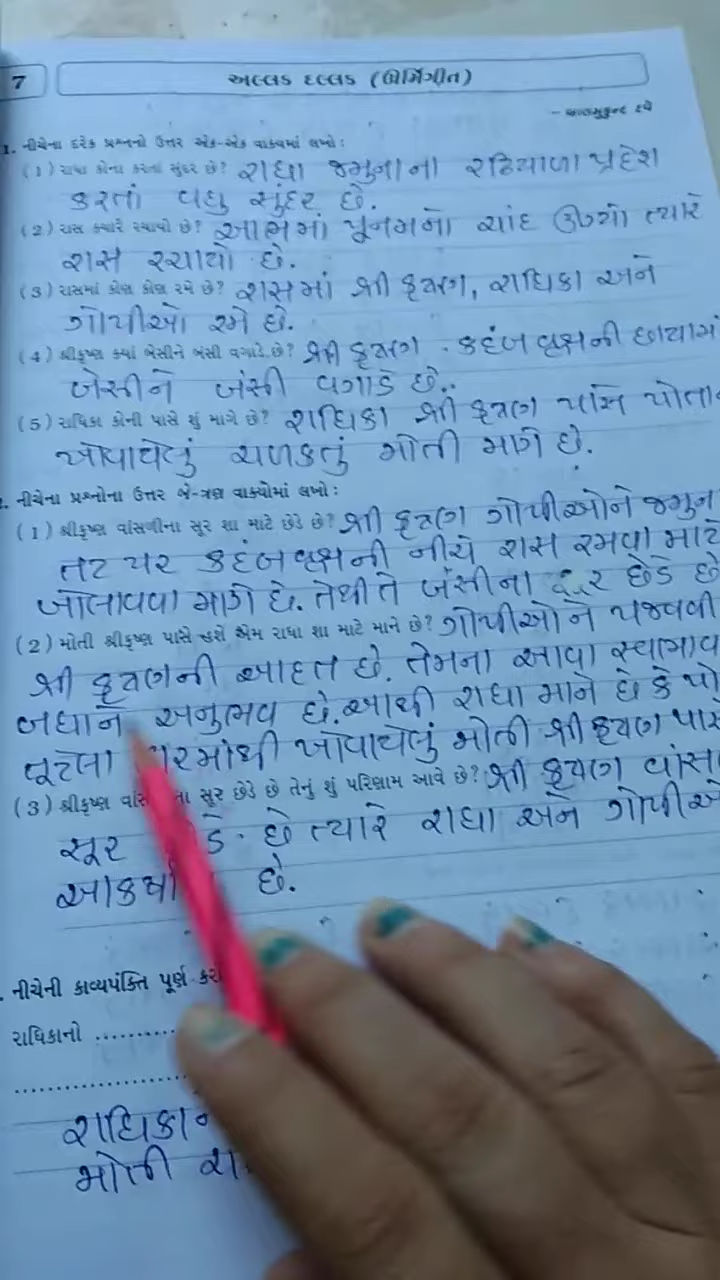 7
અલ્લક દલ્લક (ઊર્મિગીત)
- બાલમુકુન્દ દવે
1. નીચેના દરેક પ્રશ્નનો ઉત્તર એક-એક વાક્યમાં લખો :
(1) રાધા કોના કરતાં સુંદર છે? રાધા જમુનાના રઢિયાળા પ્રદેશ
કરતાં વધુ સુંદર છે.
(2) રાસ ક્યારે રચાયો છે? આભમાં પૂનમનો ચાંદ ઊગ્યો ત્યારે
રાસ રચાયો છે.
(3) રાસમાં કોણ કોણ રમે છે? રાસમાં શ્રી કૃષ્ણ, રાધિકા અને
ગોપીઓ રમે છે.
(4) શ્રીકૃષ્ણ ક્યાં બેસીને બંસી વગાડે છે? શ્રી કૃષ્ણ કદંબ વૃક્ષની છાયામાં
બેસીને બંસી વગાડે છે.
(5) રાધિકા કોની પાસે શું માગે છે? રાધિકા શ્રી કૃષ્ણ પાસે
ખોવાયેલું ચળકતું મોતી માગે છે.
નીચેના પ્રશ્નોના ઉત્તર બે-ત્રણ વાક્યોમાં લખો :
(1) શ્રીકૃષ્ણ વાંસળીના સૂર શા માટે છેડે છે? શ્રી કૃષ્ણ ગોપીઓને
તટ પર કદંબવૃક્ષની નીચે રાસ રમવા માટે
બોલાવવા માગે છે. તેથી તે બંસીના સૂર છેડે છે
(2) મોતી શ્રીકૃષ્ણ પાસે હશે એમ રાધા શા માટે માને છે? ગોપીઓને પજવવી
શ્રી કૃષ્ણની આદત છે. તેમના આવા
બધાને અનુભવ છે. આથી રાધા માને છે કે
તૂટેલા ખોવાયેલું મોતી શ્રી કૃષ્ણ
(3) શ્રીકૃષ્ણ સૂર છેડે છે તેનું શું પરિણામ આવે છે? શ્રી કૃષ્ણ
સૂર છે ત્યારે રાધા અને
છે.
નીચેની કાવ્યપંક્તિ પૂર્ણ
રાધિકાનો ..........
મોતી